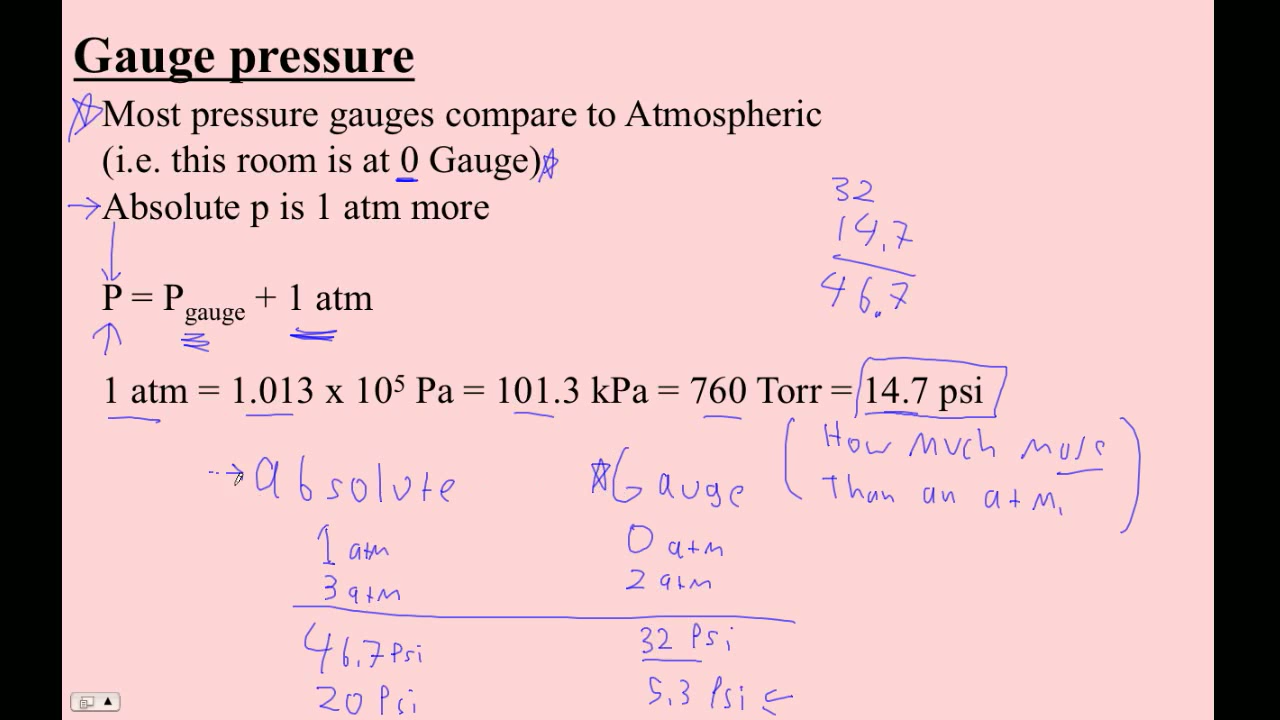 Gauge pressure
Most pressure gauges compare to Atmospheric
(i.e. this room is at 0 Gauge)
Absolute p is 1 atm more
32
14.7
46.7
P = Pgauge + 1 atm
1 atm = 1.013 x 10⁵ Pa = 101.3 kPa = 760 Torr = 14.7 psi
(How much more
Than an atm.)
absolute Gauge
1 atm 0 atm
3 atm 2 atm
46.7 Psi 32 Psi
20 Psi 5.3 Psi